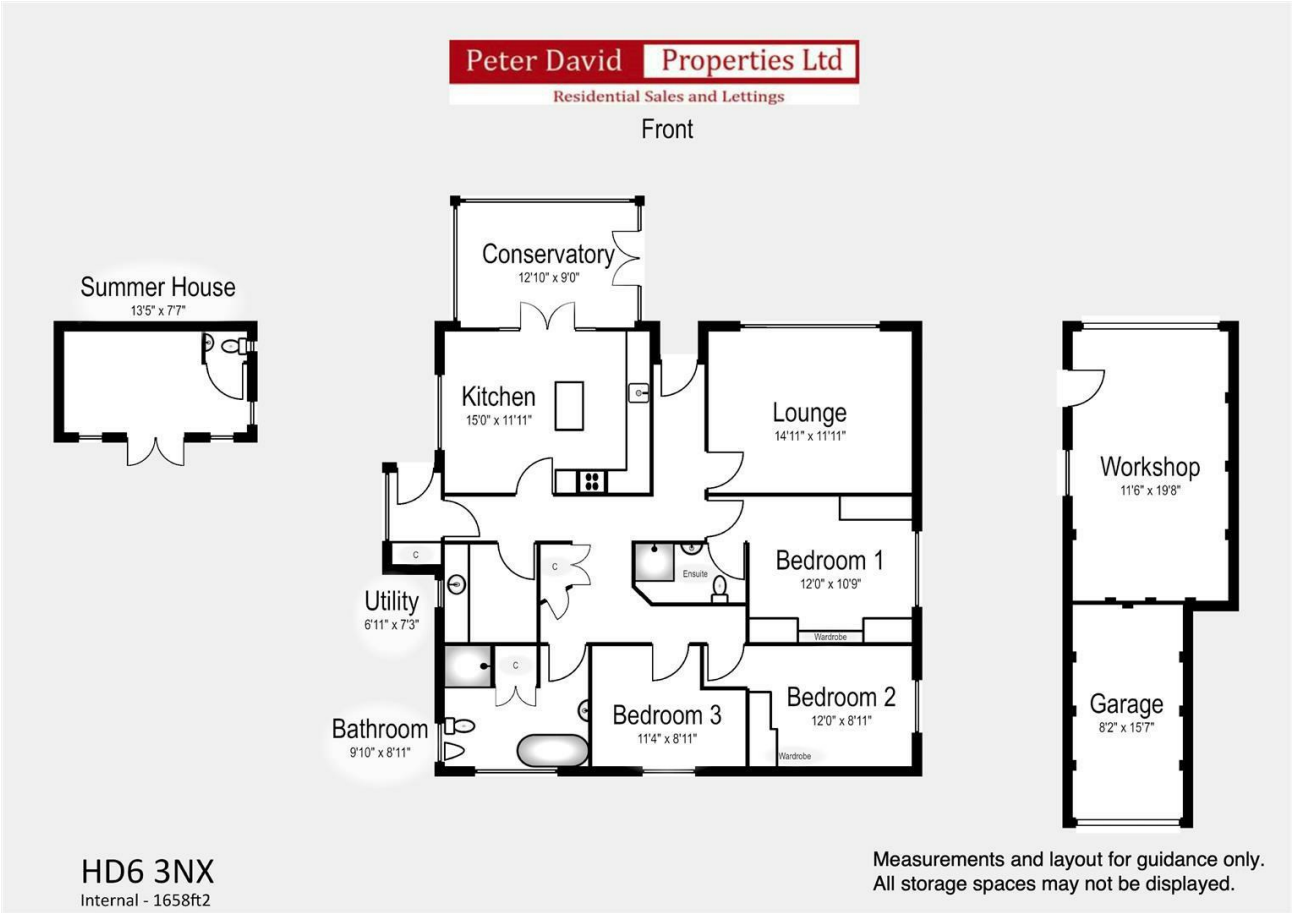 Peter David Properties Ltd
Residential Sales and Lettings
Front
Conservatory
12'10" x 9'0"
Summer House
13'5" x 7'7"
Kitchen
15'0" x 11'11"
Lounge
14'11" x 11'11"
Workshop
11'6" x 19'8"
C
C
Ensuite
Bedroom 1
12'0" x 10'9"
Utility
6'11" x 7'3"
Wardrobe
C
Bedroom 2
12'0" x 8'11"
Bedroom 3
11'4" x 8'11"
Bathroom
9'10" x 8'11"
Wardrobe
Garage
8'2" x 15'7"
HD6 3NX
Internal - 1658ft2
Measurements and layout for guidance only.
All storage spaces may not be displayed.